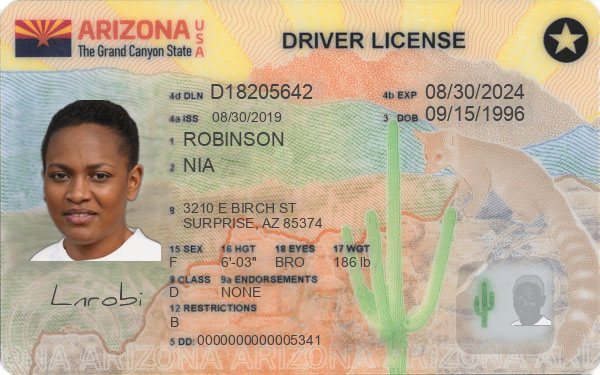 ARIZONA USA
The Grand Canyon State
DRIVER LICENSE
4d DLN D18205642
4b EXP 08/30/2024
4a ISS 08/30/2019
3 DOB 09/15/1996
1 ROBINSON
2 NIA
8 3210 E BIRCH ST
SURPRISE, AZ 85374
15 SEX 16 HGT 18 EYES 17 WGT
F 6'-03" BRO 186 lb
9 CLASS 9a ENDORSEMENTS
D NONE
12 RESTRICTIONS
B
5 DD: 0000000000005341
Lnrobi
ARIZONA ARIZONA ARIZONA ARIZONA